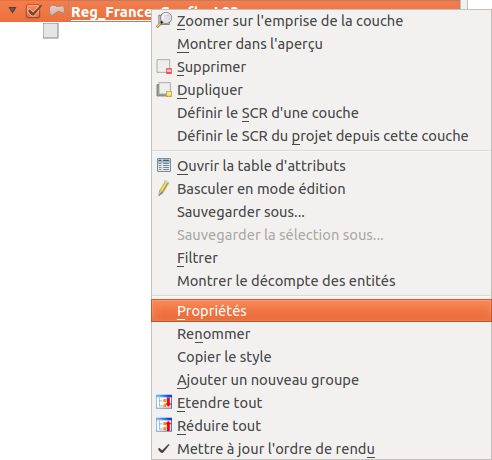 Reg_France
Zoomer sur l'emprise de la couche
Montrer dans l'aperçu
Supprimer
Dupliquer
Définir le SCR d'une couche
Définir le SCR du projet depuis cette couche
Ouvrir la table d'attributs
Basculer en mode édition
Sauvegarder sous...
Sauvegarder la sélection sous...
Filtrer
Montrer le décompte des entités
Propriétés
Renommer
Copier le style
Ajouter un nouveau groupe
Etendre tout
Réduire tout
Mettre à jour l'ordre de rendu